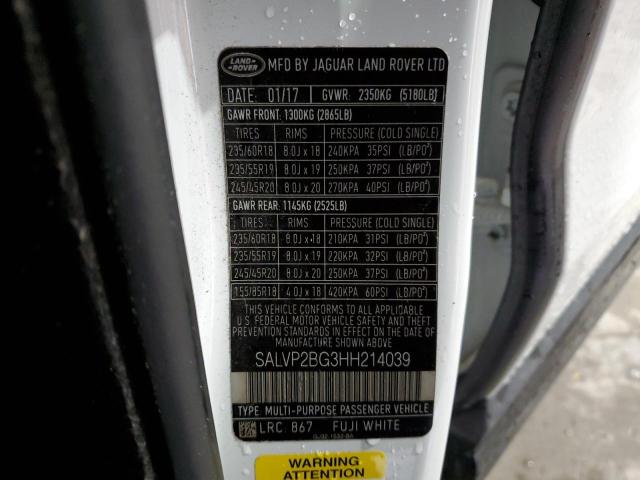 LAND-
ROVER
MFD BY JAGUAR LAND ROVER LTD
DATE: 01/17 GVWR: 2350KG (5180LB)
GAWR FRONT: 1300KG (2865LB)
TIRES RIMS PRESSURE (COLD SINGLE)
235/60R18 8.0J x 18 240KPA 35PSI (LB/PO²)
235/55R19 8.0J x 19 250KPA 37PSI (LB/PO²)
245/45R20 8.0J x 20 270KPA 40PSI (LB/PO²)
GAWR REAR: 1145KG (2525LB)
TIRES RIMS PRESSURE (COLD SINGLE)
235/60R18 8.0J x 18 210KPA 31PSI (LB/PO²)
235/55R19 8.0J x 19 220KPA 32PSI (LB/PO²)
245/45R20 8.0J x 20 250KPA 37PSI (LB/PO²)
155/85R18 4.0J x 18 420KPA 60PSI (LB/PO²)
THIS VEHICLE CONFORMS TO ALL APPLICABLE
U.S. FEDERAL MOTOR VEHICLE SAFETY AND THEFT
PREVENTION STANDARDS IN EFFECT ON THE DATE OF
MANUFACTURE SHOWN ABOVE
SALVP2BG3HH214039
TYPE: MULTI-PURPOSE PASSENGER VEHICLE
LRC. 867 FUJI WHITE
WARNING
ATTENTION